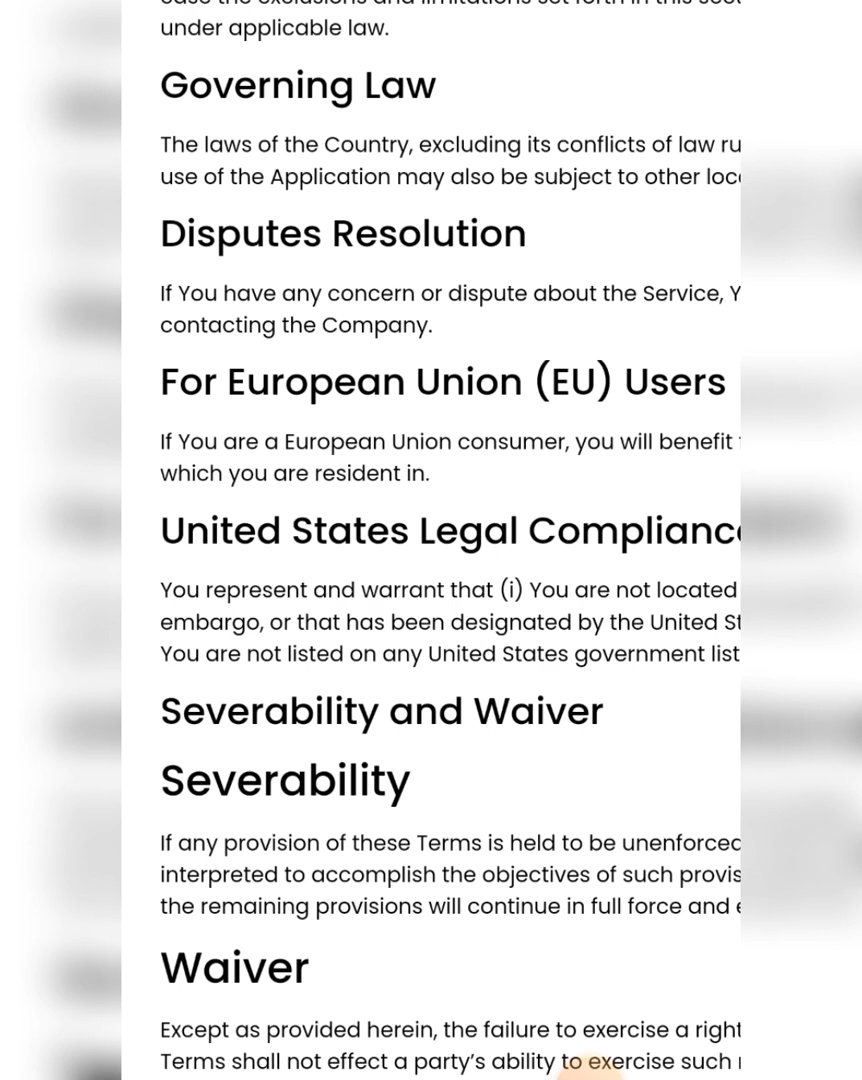 under applicable law.
Governing Law
The laws of the Country, excluding its conflicts of law
use of the Application may also be subject to other
Disputes Resolution
If You have any concern or dispute about the Service,
contacting the Company.
For European Union (EU) Users
If You are a European Union consumer, you will benefit
which you are resident in.
United States Legal Compliance
You represent and warrant that (i) You are not located
embargo, or that has been designated by the United
You are not listed on any United States government list
Severability and Waiver
Severability
If any provision of these Terms is held to be
interpreted to accomplish the objectives of such
the remaining provisions will continue in full force and
Waiver
Except as provided herein, the failure to exercise a right
Terms shall not effect a party's ability to exercise such